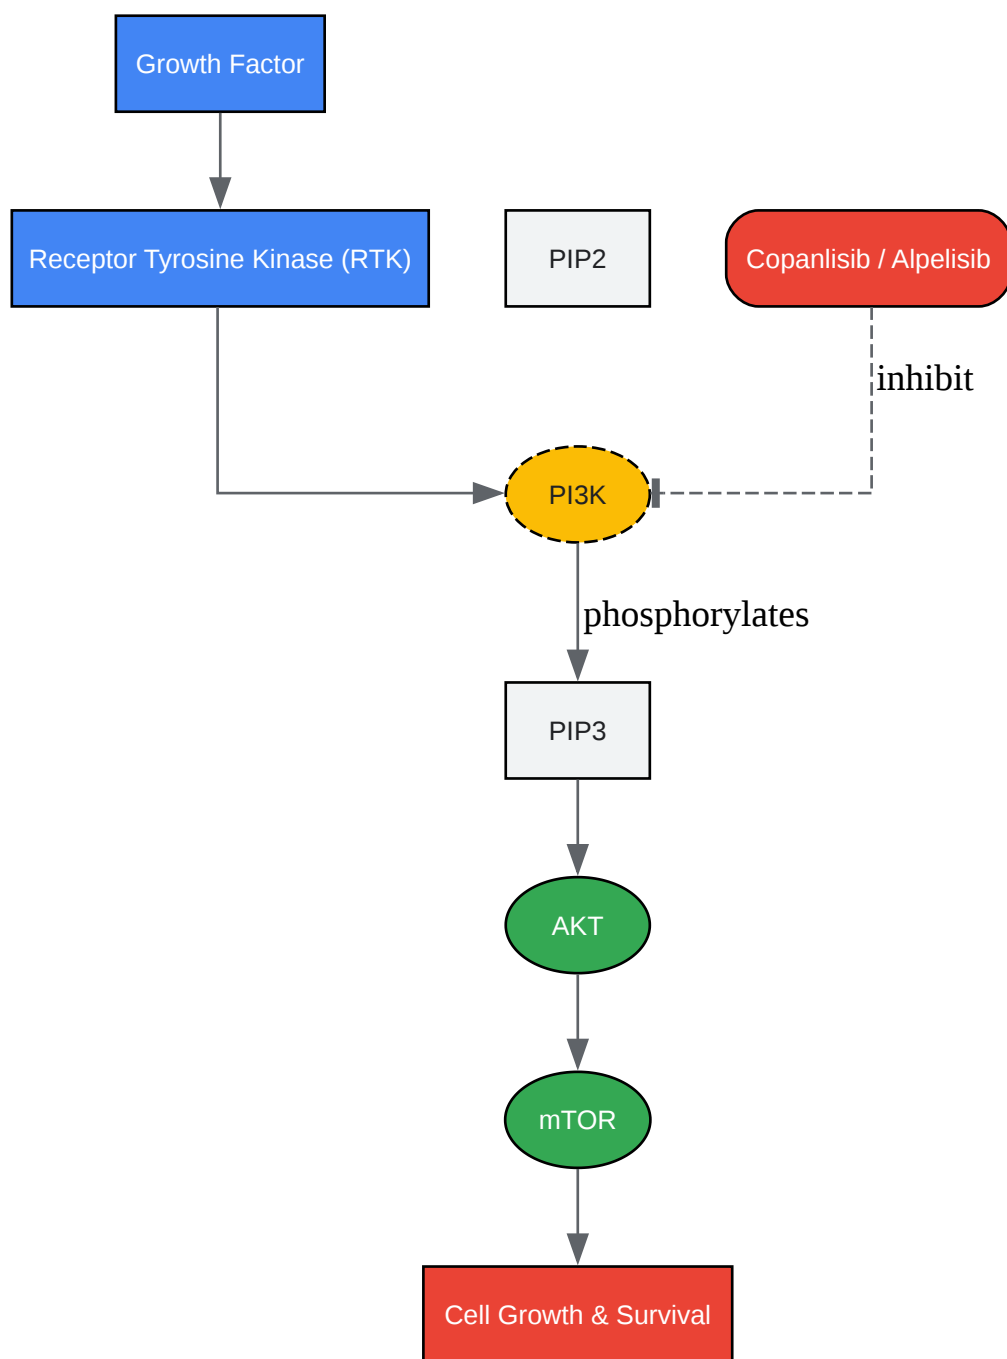 Growth Factor
Receptor Tyrosine Kinase (RTK)
PIP2
Copanlisib / Alpelisib
inhibit
PI3K
phosphorylates
PIP3
AKT
mTOR
Cell Growth & Survival